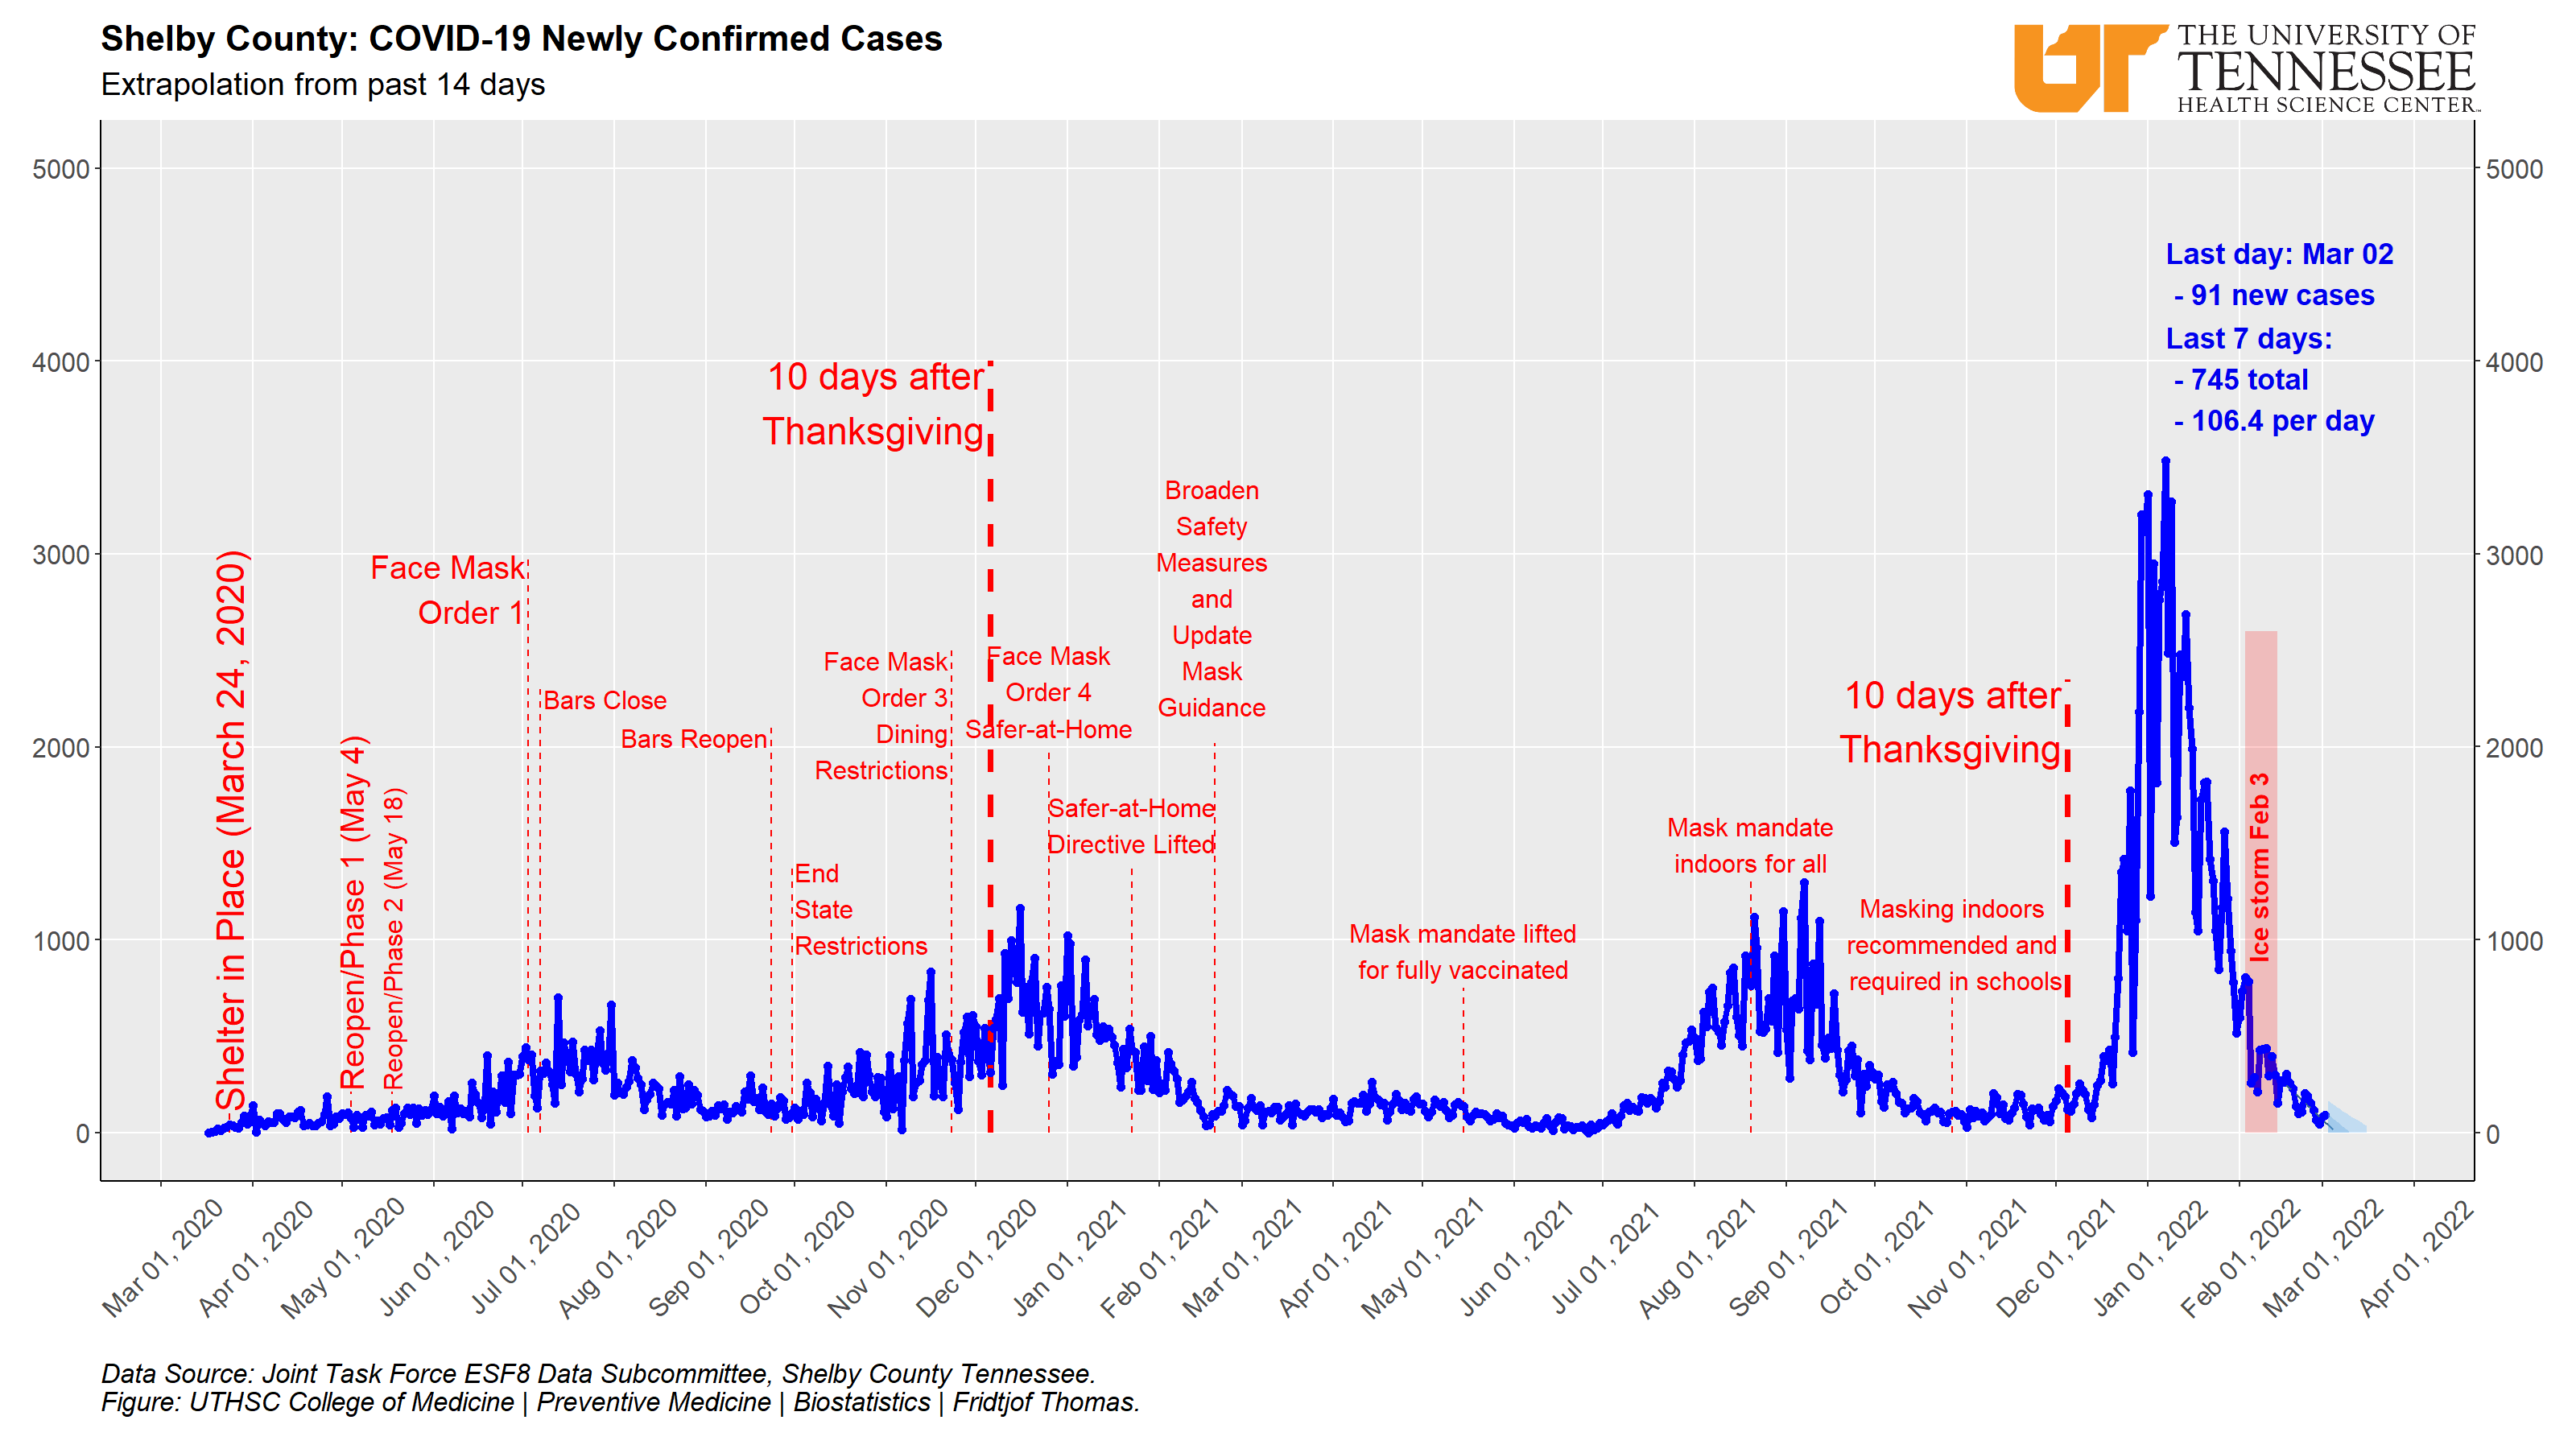 Shelby County: COVID-19 Newly Confirmed Cases
Extrapolation from past 14 days
UT
THE UNIVERSITY OF
TENNESSEE
HEALTH SCIENCE CENTER
5000
4000
3000
2000
1000
0
5000
4000
3000
2000
1000
0
Shelter in Place (March 24, 2020)
Reopen/Phase 1 (May 4)
Reopen/Phase 2 (May 18)
Face Mask
Order 1
Bars Close
Bars Reopen
End
State
Restrictions
Face Mask
Order 3
Dining
Restrictions
10 days after
Thanksgiving
Face Mask
Order 4
Safer-at-Home
Safer-at-Home
Directive Lifted
Broaden
Safety
Measures
and
Update
Mask
Guidance
Mask mandate lifted
for fully vaccinated
Mask mandate
indoors for all
Masking indoors
recommended and
required in schools
10 days after
Thanksgiving
Ice storm Feb 3
Last day: Mar 02
- 91 new cases
Last 7 days:
- 745 total
- 106.4 per day
Mar 01, 2020
Apr 01, 2020
May 01, 2020
Jun 01, 2020
Jul 01, 2020
Aug 01, 2020
Sep 01, 2020
Oct 01, 2020
Nov 01, 2020
Dec 01, 2020
Jan 01, 2021
Feb 01, 2021
Mar 01, 2021
Apr 01, 2021
May 01, 2021
Jun 01, 2021
Jul 01, 2021
Aug 01, 2021
Sep 01, 2021
Oct 01, 2021
Nov 01, 2021
Dec 01, 2021
Jan 01, 2022
Feb 01, 2022
Mar 01, 2022
Apr 01, 2022
Data Source: Joint Task Force ESF8 Data Subcommittee, Shelby County Tennessee.
Figure: UTHSC College of Medicine | Preventive Medicine | Biostatistics | Fridtjof Thomas.